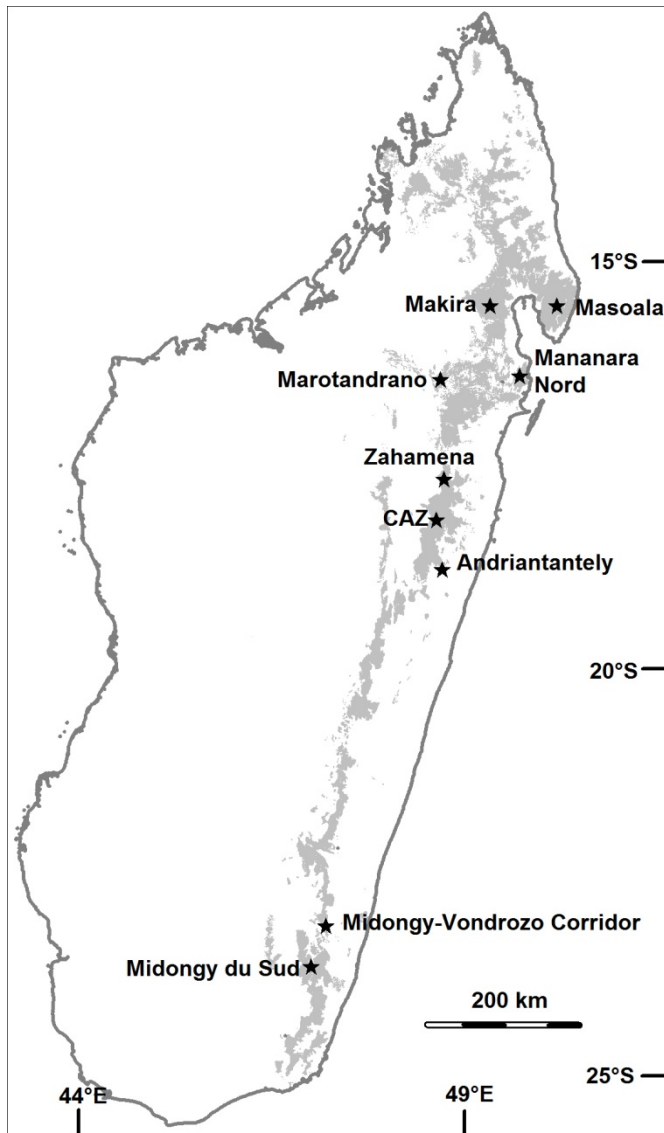 15°S
Makira
Masoala
Mananara
Nord
Marotandrano
Zahamena
CAZ
Andriantantely
20°S
Midongy-Vondrozo Corridor
Midongy du Sud
200 km
25°S
44°E
49°E